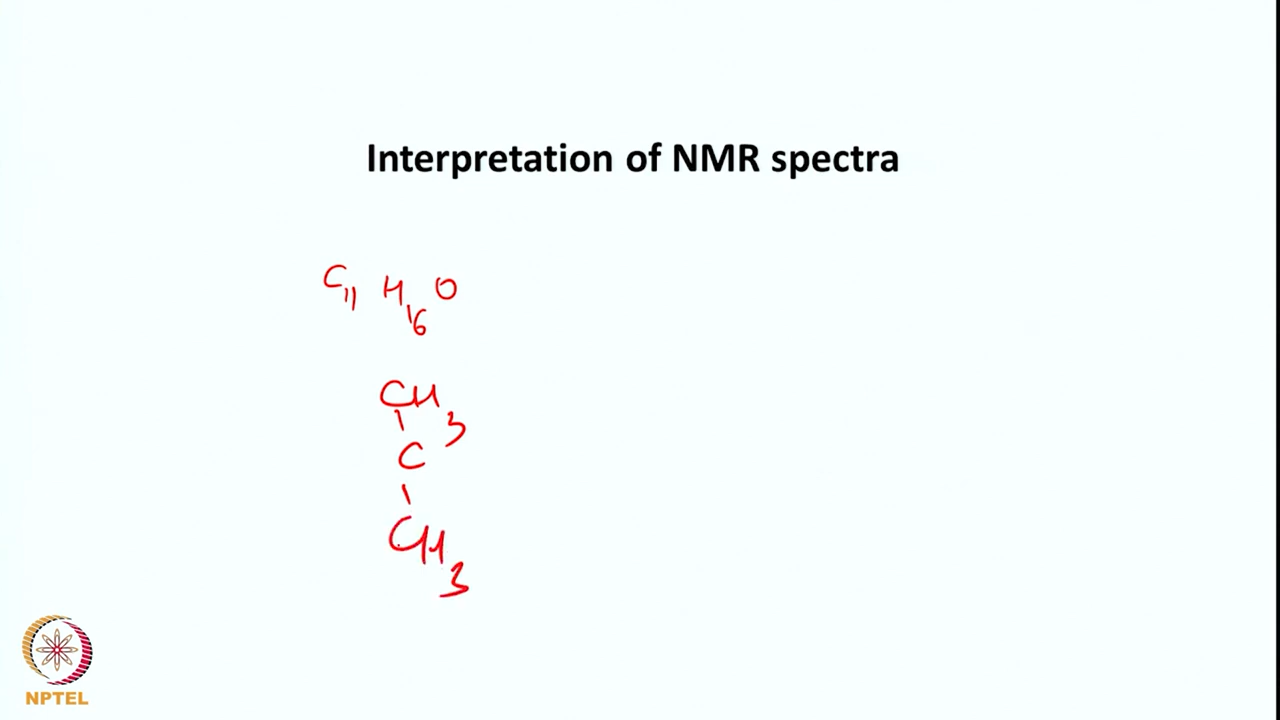 Interpretation of NMR spectra
C11 H16 O
CH3
C
CH3
NPTEL